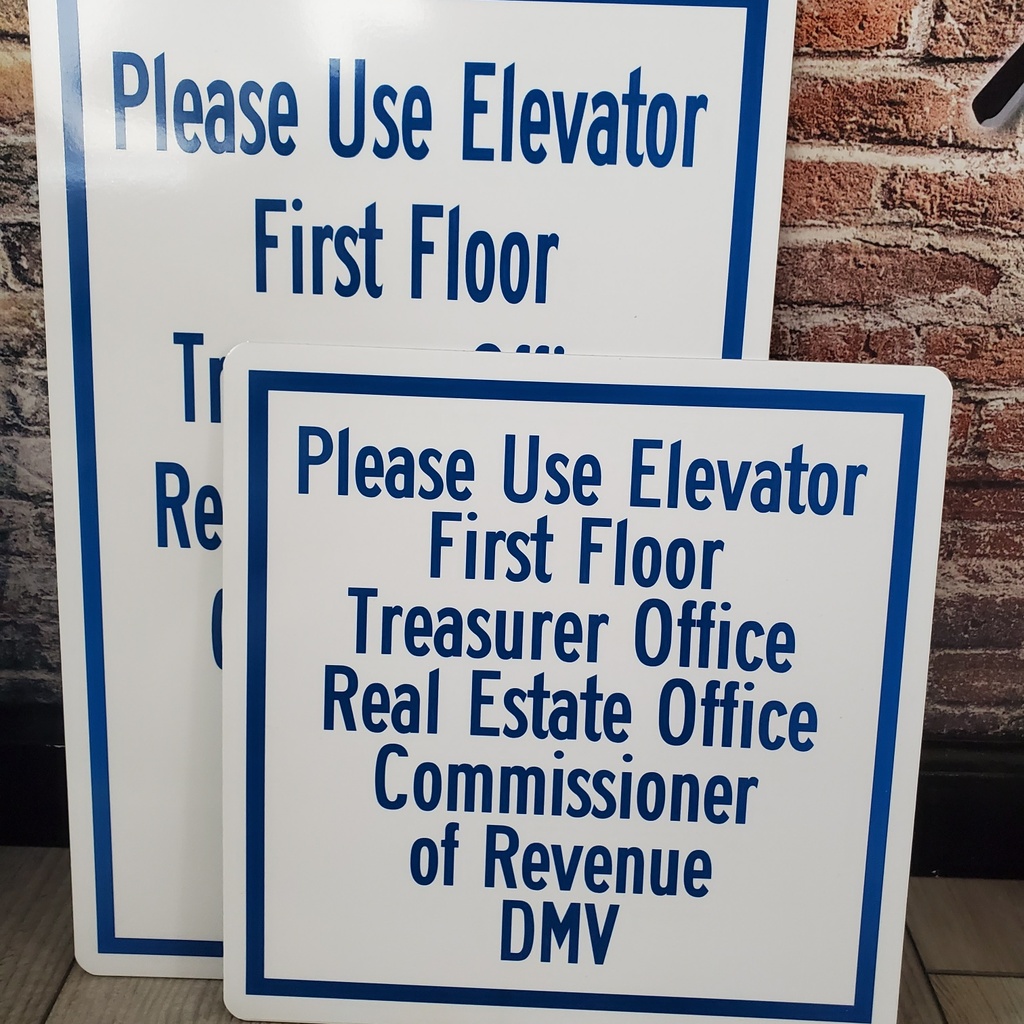 Please Use Elevator
First Floor
Please Use Elevator
First Floor
Treasurer Office
Real Estate Office
Commissioner
of Revenue
DMV